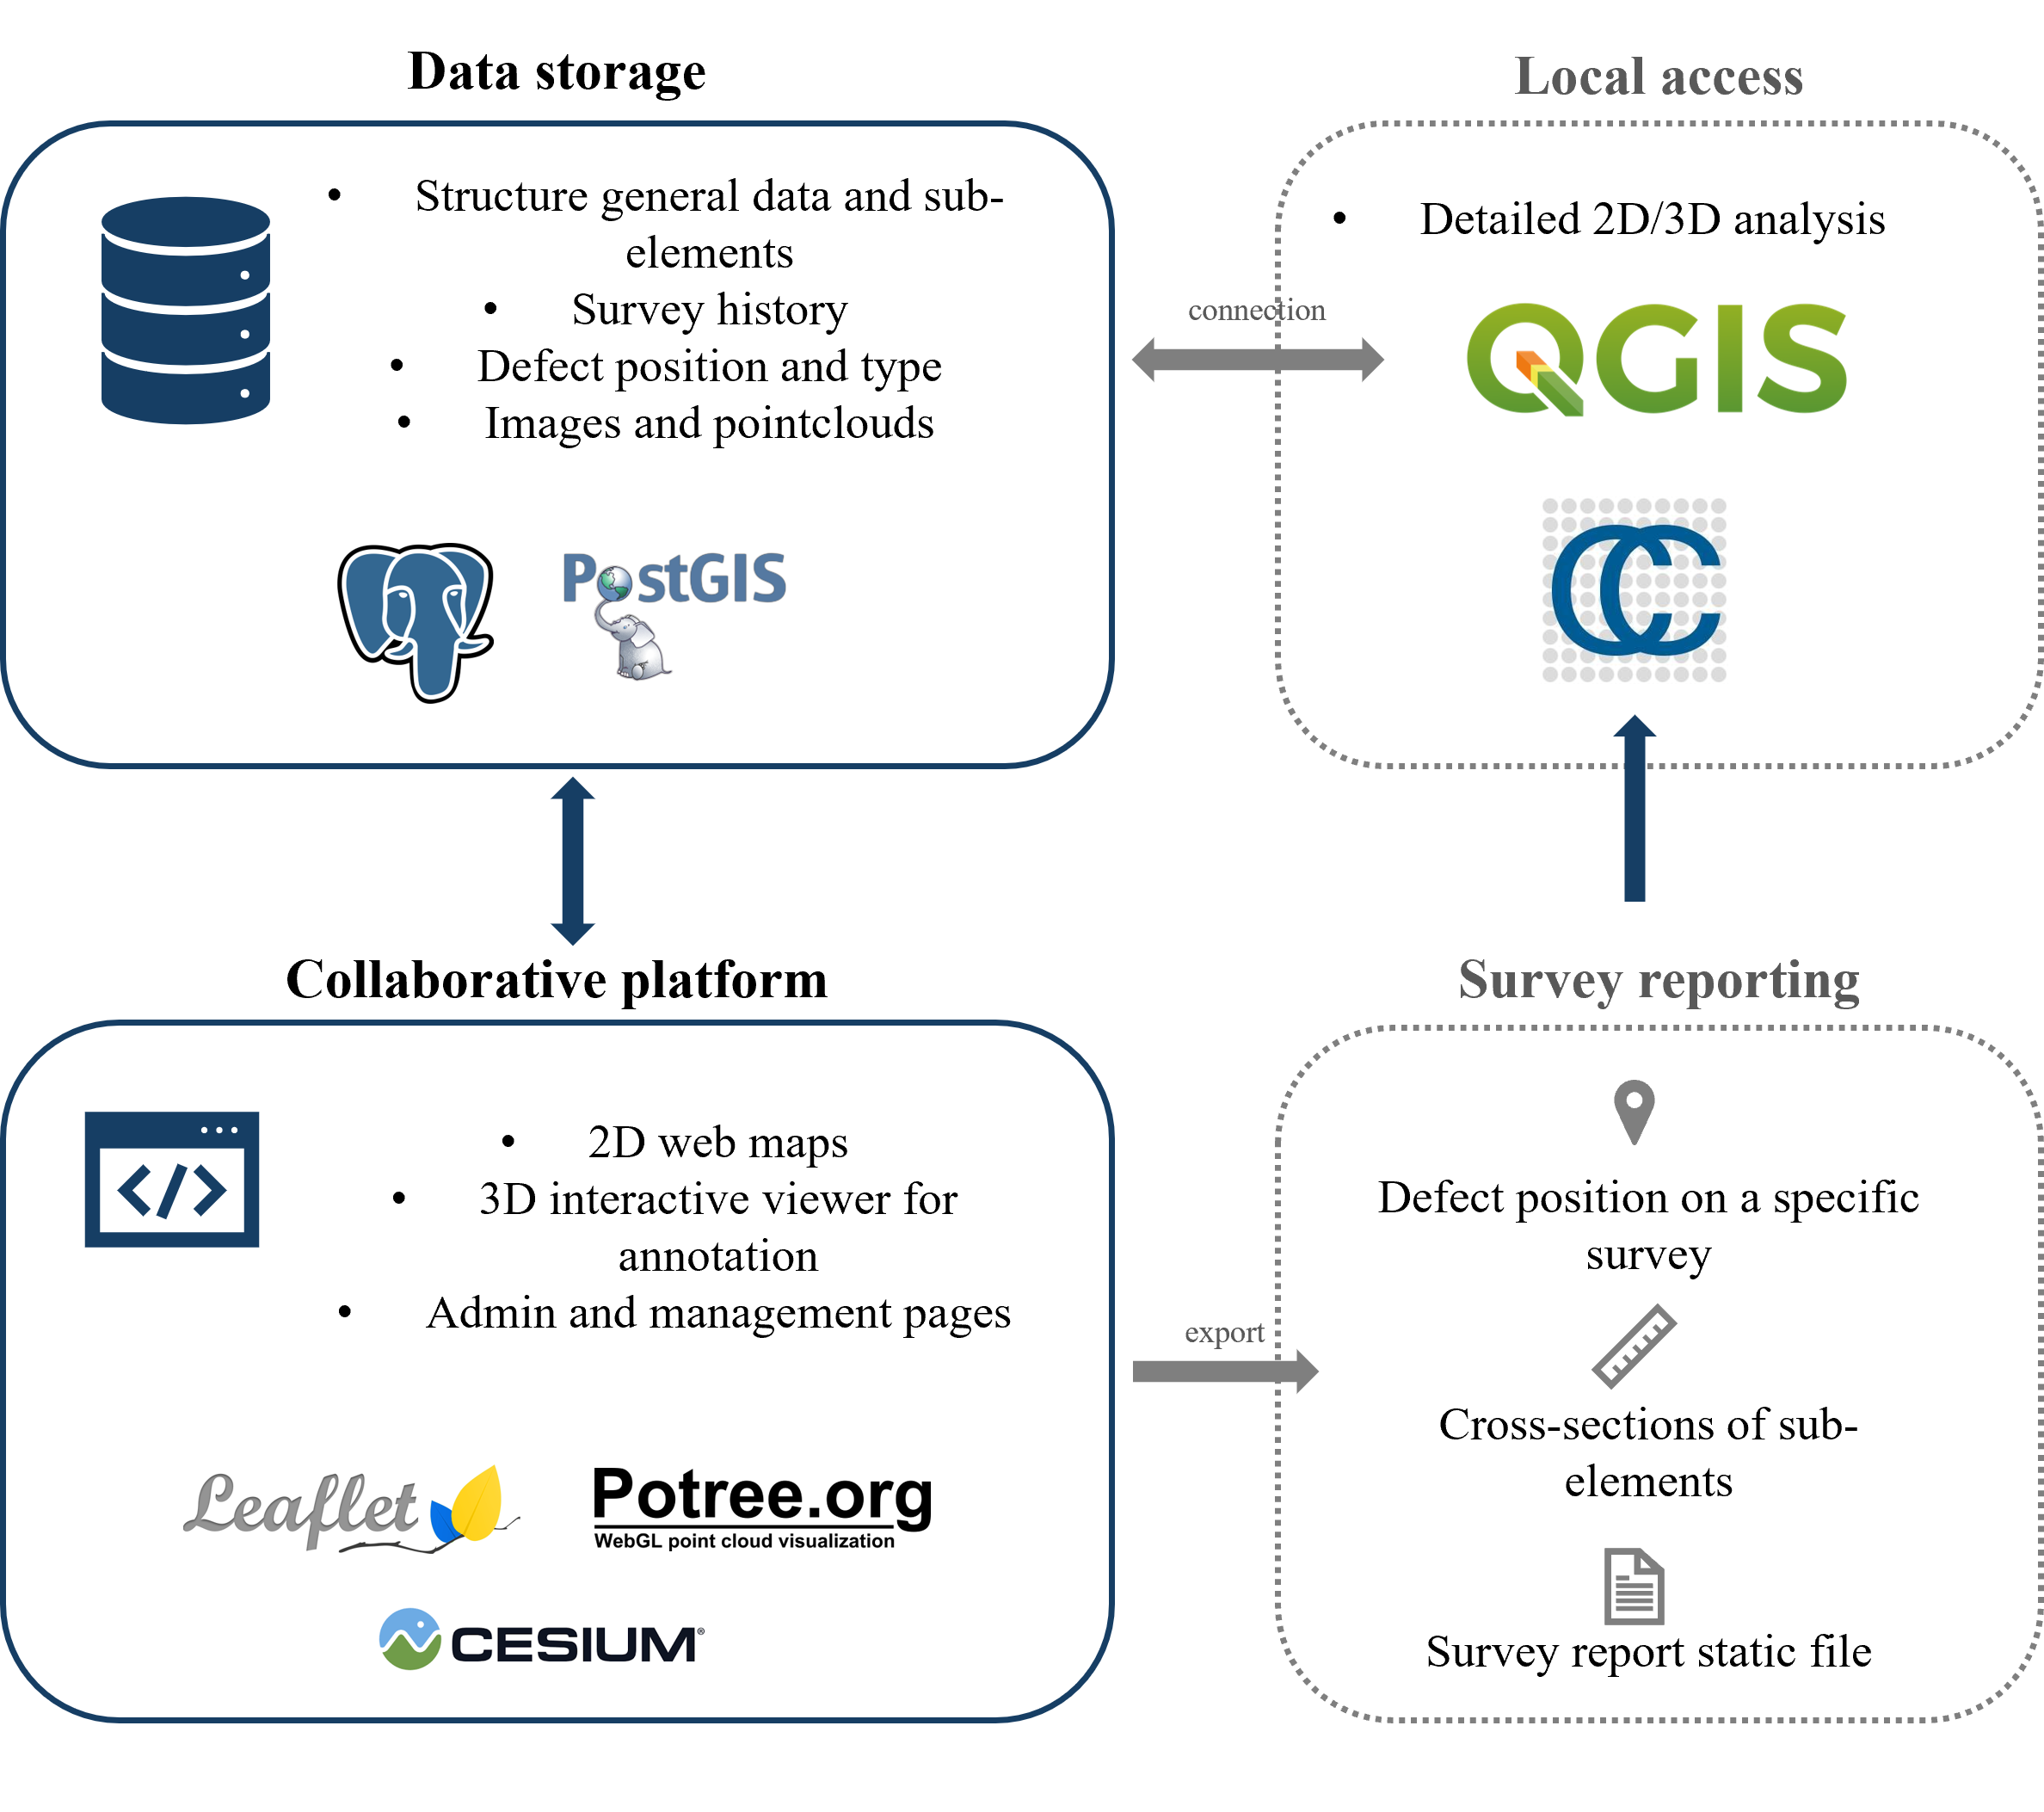 Data storage
• Structure general data and sub-
elements
• Survey history
• Defect position and type
• Images and pointclouds
PostGIS
connection
Local access
• Detailed 2D/3D analysis
QGIS
CC
Collaborative platform
• 2D web maps
• 3D interactive viewer for
annotation
• Admin and management pages
Leaflet
Potree.org
WebGL point cloud visualization
CESIUM®
export
Survey reporting
Defect position on a specific
survey
Cross-sections of sub-
elements
Survey report static file